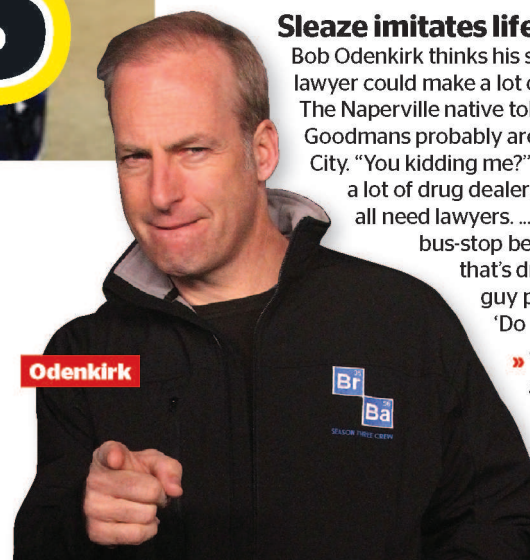 Sleaze imitates life
Bob Odenkirk thinks his s
lawyer could make a lot
The Naperville native tol
Goodmans probably are
City. “You kidding me?”
a lot of drug dealer
all need lawyers. ...
bus-stop be
that’s d
guy p
‘Do
»
Odenkirk
35
Br
56
Ba
SEASON THREE CREW